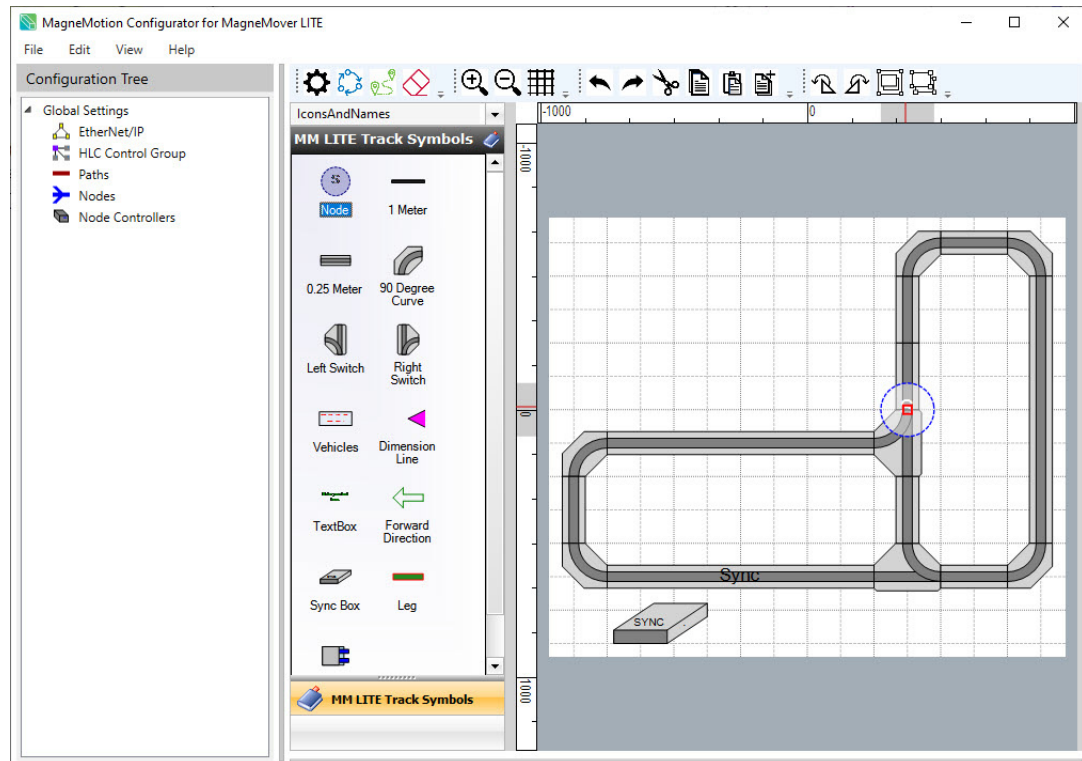 MagneMotion Configurator for MagneMover LITE
File Edit View Help
Configuration Tree
Global Settings
EtherNet/IP
HLC Control Group
Paths
Nodes
Node Controllers
IconsAndNames
MM LITE Track Symbols
S
Node
1 Meter
0.25 Meter
90 Degree
Curve
Left Switch
Right
Switch
Vehicles
Dimension
Line
TextBox
Forward
Direction
Sync Box
Leg
MM LITE Track Symbols
-1000
0
-1000
0
1000
Sync
SYNC